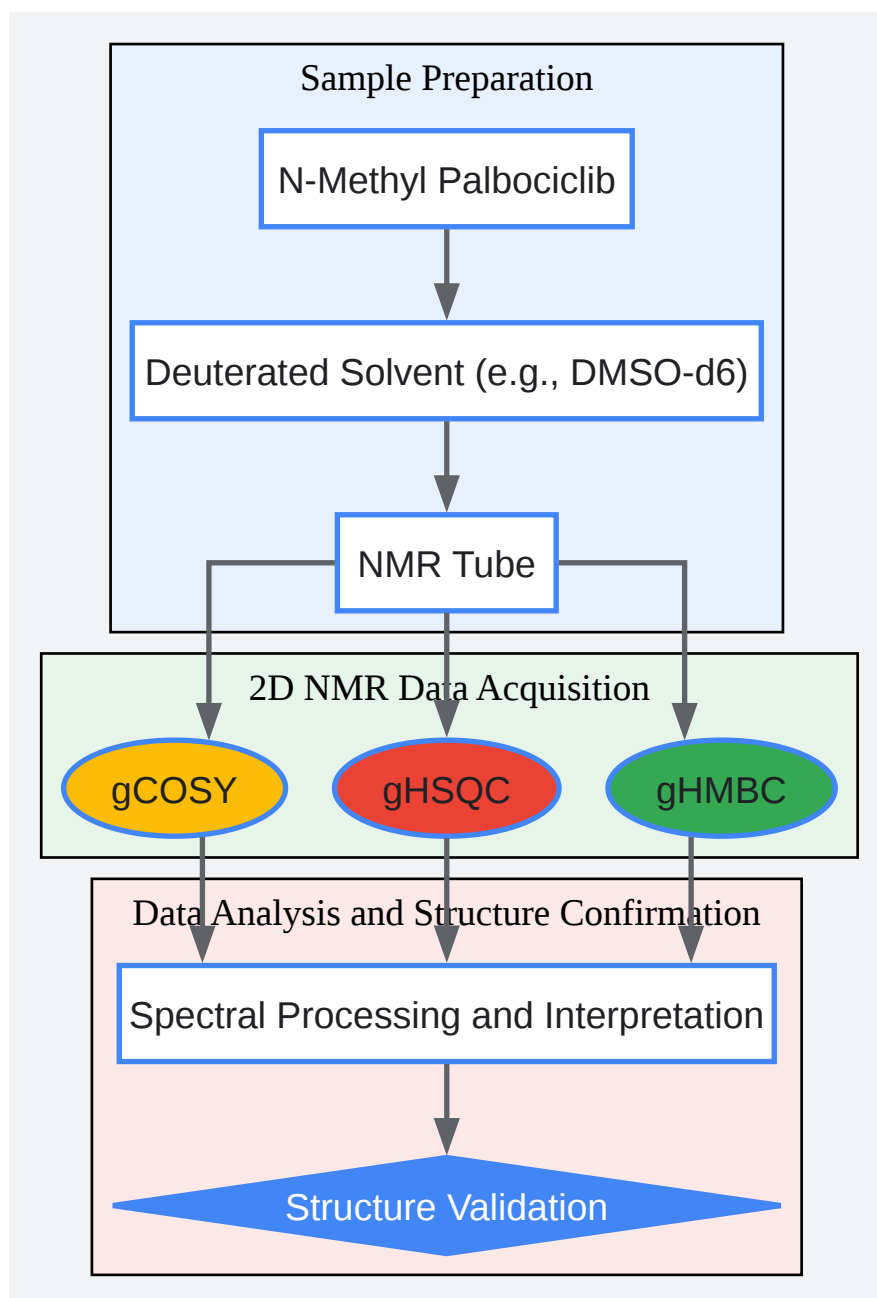 Sample Preparation
N-Methyl Palbociclib
Deuterated Solvent (e.g., DMSO-d6)
NMR Tube
2D NMR Data Acquisition
gCOSY
gHSQC
gHMBC
Data Analysis and Structure Confirmation
Spectral Processing and Interpretation
Structure Validation